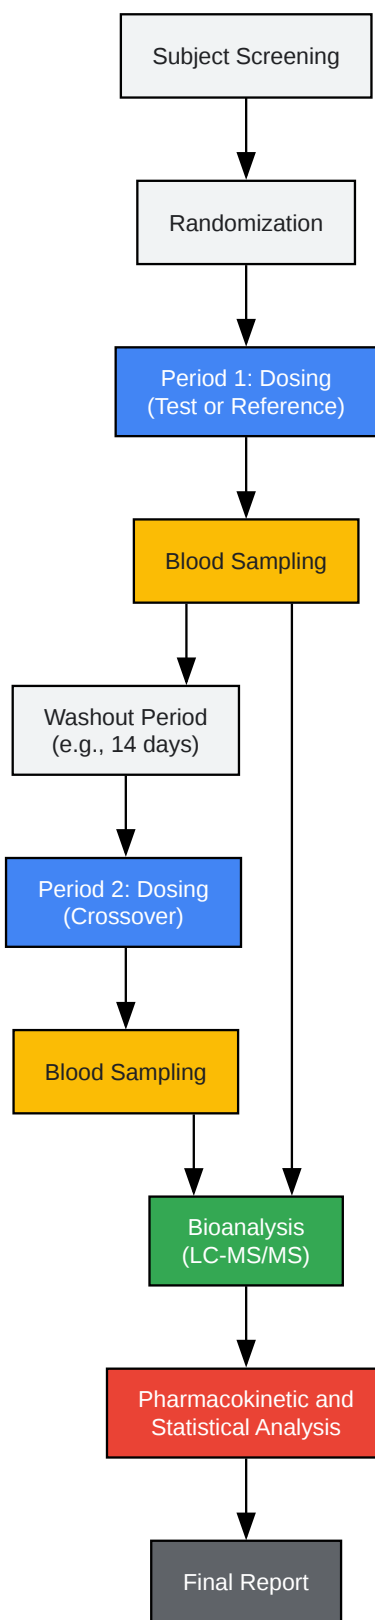 Subject Screening
Randomization
Period 1: Dosing
(Test or Reference)
Blood Sampling
Washout Period
(e.g., 14 days)
Period 2: Dosing
(Crossover)
Blood Sampling
Bioanalysis
(LC-MS/MS)
Pharmacokinetic and
Statistical Analysis
Final Report